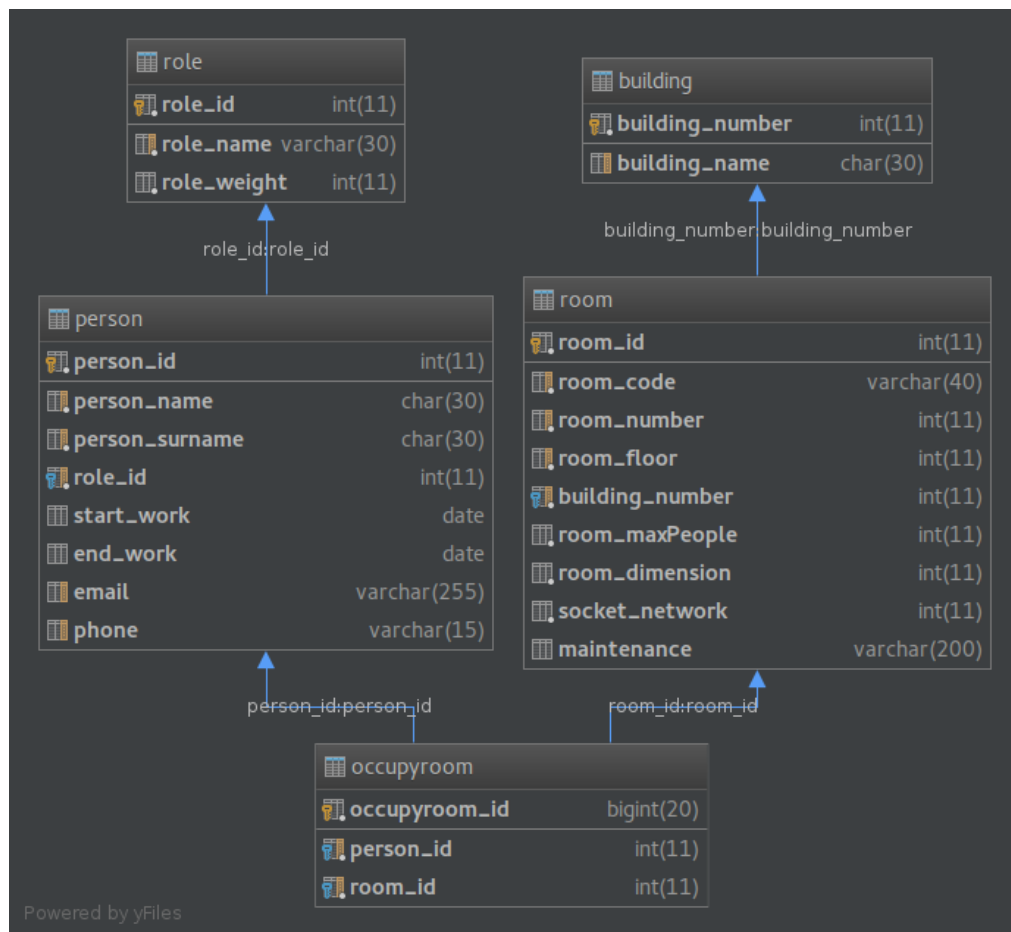 role
role_id int(11)
role_name varchar(30)
role_weight int(11)
building
building_number int(11)
building_name char(30)
role_id:role_id
building_number:building_number
person
person_id int(11)
person_name char(30)
person_surname char(30)
role_id int(11)
start_work date
end_work date
email varchar(255)
phone varchar(15)
room
room_id int(11)
room_code varchar(40)
room_number int(11)
room_floor int(11)
building_number int(11)
room_maxPeople int(11)
room_dimension int(11)
socket_network int(11)
maintenance varchar(200)
person_id:person_id
room_id:room_id
occupyroom
occupyroom_id bigint(20)
person_id int(11)
room_id int(11)
Powered by yFiles